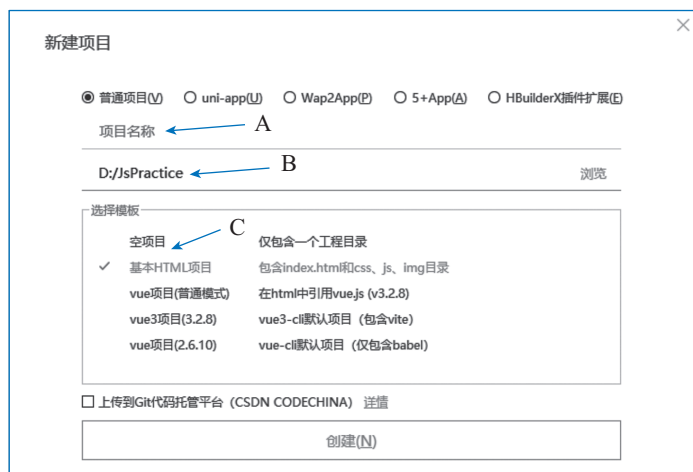 新建项目
普通项目(V) uni-app(U) Wap2App(P) 5+App(A) HBuilderX插件扩展(E)
项目名称 A
D:/JsPractice B 浏览
选择模板
C
空项目 仅包含一个工程目录
基本HTML项目 包含index.html和css、js、img目录
vue项目(普通模式) 在html中引用vue.js (v3.2.8)
vue3项目(3.2.8) vue3-cli默认项目（包含vite）
vue项目(2.6.10) vue-cli默认项目（仅包含babel）
上传到Git代码托管平台（CSDN CODECHINA） 详情
创建(N)